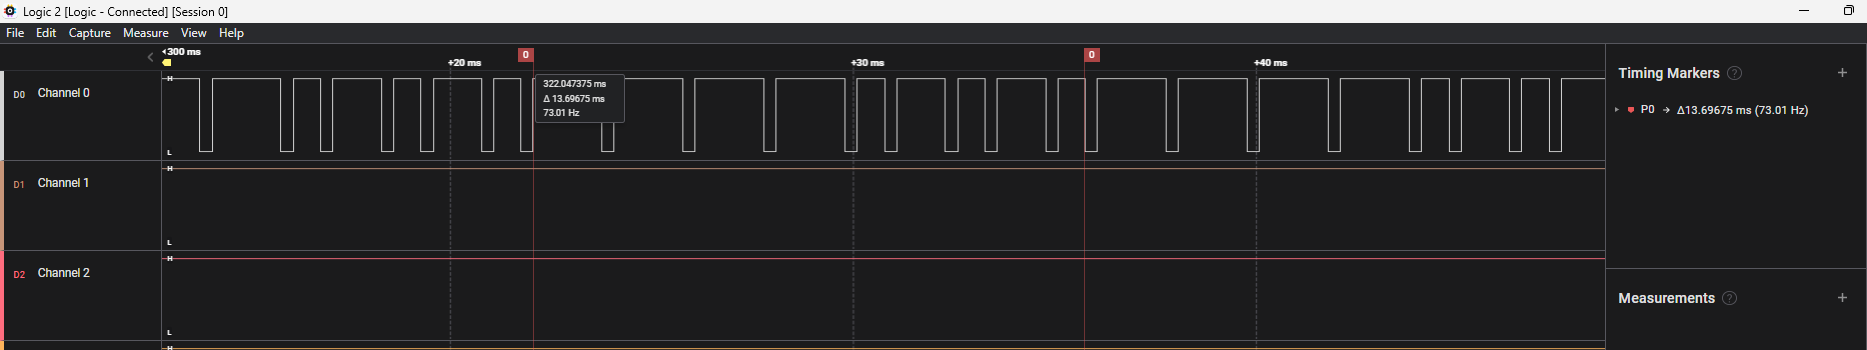 Logic 2 [Logic - Connected] [Session 0]
File Edit Capture Measure View Help
300 ms
+20 ms
0
+30 ms
0
+40 ms
D0 Channel 0
H
L
322.047375 ms
Δ 13.69675 ms
73.01 Hz
D1 Channel 1
H
L
D2 Channel 2
H
L
H
Timing Markers ? +
P0 → Δ13.69675 ms (73.01 Hz)
Measurements ? +